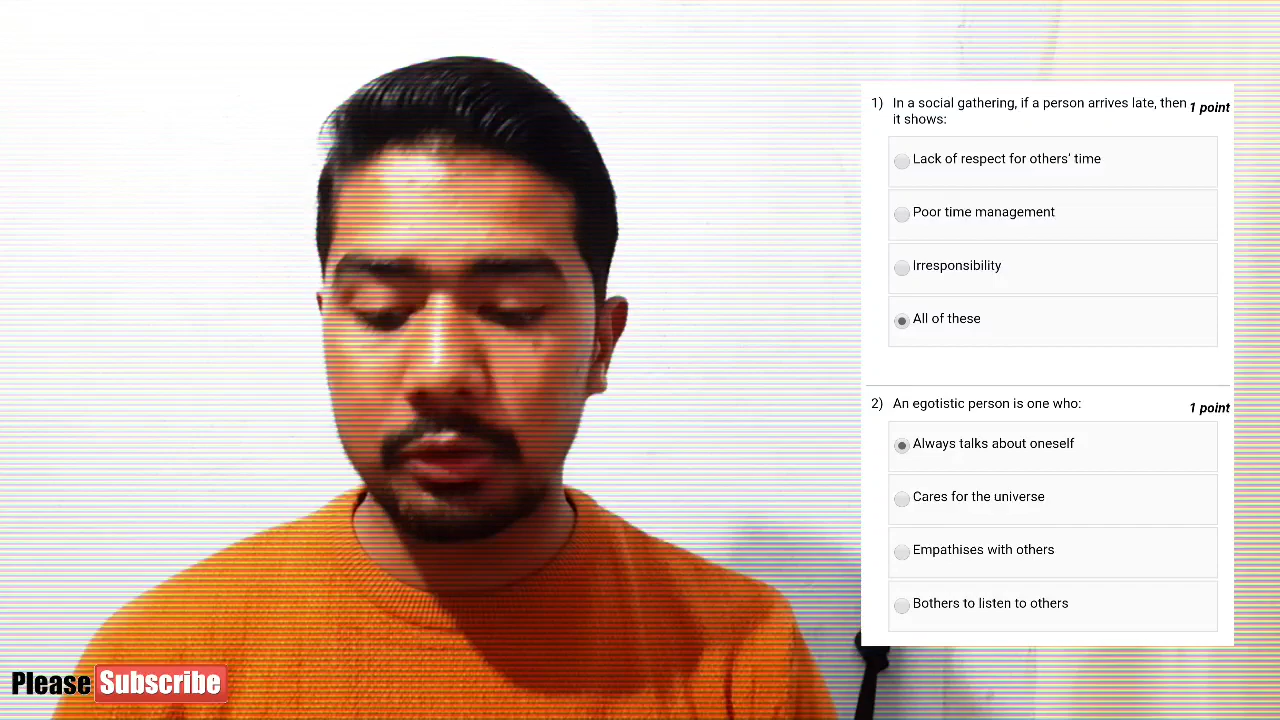 1) In a social gathering, if a person arrives late, then 1 point
it shows:
Lack of respect for others' time
Poor time management
Irresponsibility
All of these
2) An egotistic person is one who:
1 point
Always talks about oneself
Cares for the universe
Empathises with others
Bothers to listen to others
Please Subscribe